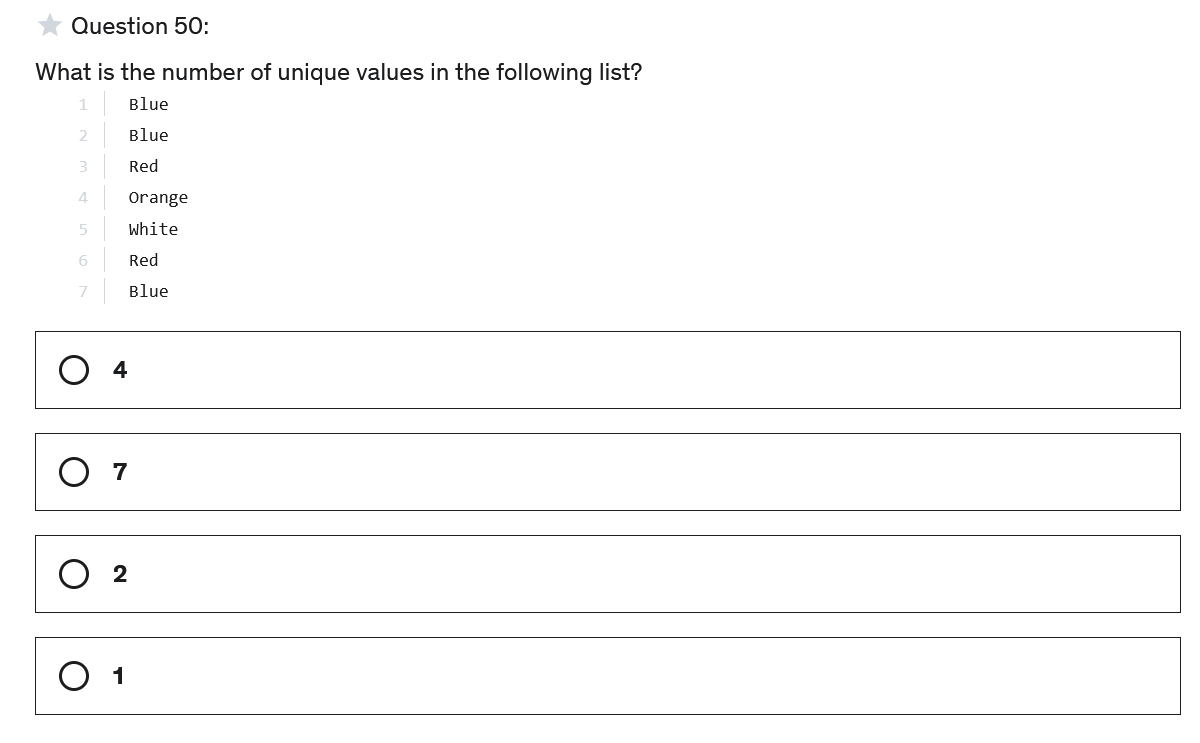 Question 50:
What is the number of unique values in the following list?
1 Blue
2 Blue
3 Red
4 Orange
5 White
6 Red
7 Blue
4
7
2
1